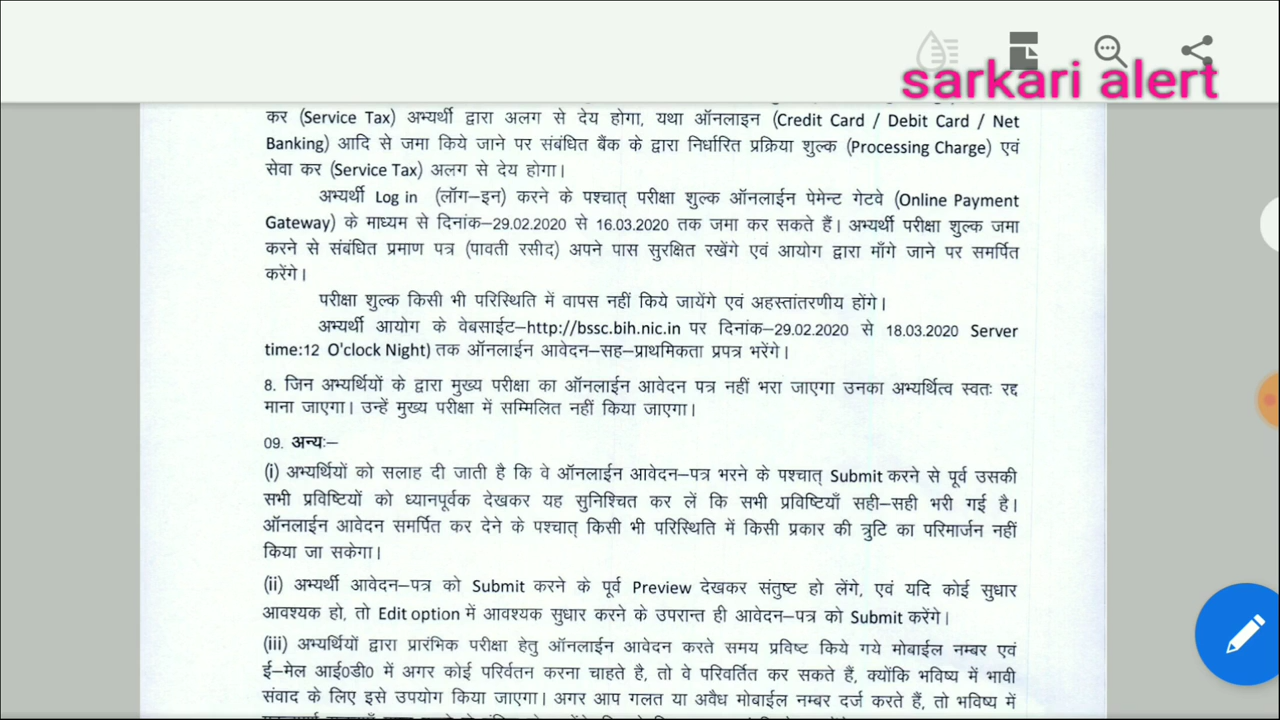 sarkari alert
कर (Service Tax) अभ्यर्थी द्वारा अलग से देय होगा, यथा ऑनलाइन (Credit Card / Debit Card / Net
Banking) आदि से जमा किये जाने पर संबंधित बैंक के द्वारा निर्धारित प्रक्रिया शुल्क (Processing Charge) एवं
सेवा कर (Service Tax) अलग से देय होगा।
अभ्यर्थी Log in (लॉग–इन) करने के पश्चात् परीक्षा शुल्क ऑनलाईन पेमेन्ट गेटवे (Online Payment
Gateway) के माध्यम से दिनांक–29.02.2020 से 16.03.2020 तक जमा कर सकते हैं। अभ्यर्थी परीक्षा शुल्क जमा
करने से संबंधित प्रमाण पत्र (पावती रसीद) अपने पास सुरक्षित रखेंगे एवं आयोग द्वारा माँगे जाने पर समर्पित
करेंगे।
परीक्षा शुल्क किसी भी परिस्थिति में वापस नहीं किये जायेंगे एवं अहस्तांतरणीय होंगे।
अभ्यर्थी आयोग के वेबसाईट–http://bssc.bih.nic.in पर दिनांक–29.02.2020 से 18.03.2020 Server
time:12 O'clock Night) तक ऑनलाईन आवेदन–सह–प्राथमिकता प्रपत्र भरेंगे।
8. जिन अभ्यर्थियों के द्वारा मुख्य परीक्षा का ऑनलाईन आवेदन पत्र नहीं भरा जाएगा उनका अभ्यर्थित्व स्वतः रद्द
माना जाएगा। उन्हें मुख्य परीक्षा में सम्मिलित नहीं किया जाएगा।
09. अन्यः–
(i) अभ्यर्थियों को सलाह दी जाती है कि वे ऑनलाईन आवेदन–पत्र भरने के पश्चात् Submit करने से पूर्व उसकी
सभी प्रविष्टियों को ध्यानपूर्वक देखकर यह सुनिश्चित कर लें कि सभी प्रविष्टियाँ सही–सही भरी गई है।
ऑनलाईन आवेदन समर्पित कर देने के पश्चात् किसी भी परिस्थिति में किसी प्रकार की त्रुटि का परिमार्जन नहीं
किया जा सकेगा।
(ii) अभ्यर्थी आवेदन–पत्र को Submit करने के पूर्व Preview देखकर संतुष्ट हो लेंगे, एवं यदि कोई सुधार
आवश्यक हो, तो Edit option में आवश्यक सुधार करने के उपरान्त ही आवेदन–पत्र को Submit करेंगे।
(iii) अभ्यर्थियों द्वारा प्रारंभिक परीक्षा हेतु ऑनलाईन आवेदन करते समय प्रविष्ट किये गये मोबाईल नम्बर एवं
ई–मेल आई0डी0 में अगर कोई परिर्वतन करना चाहते है, तो वे परिवर्तित कर सकते हैं, क्योंकि भविष्य में भावी
संवाद के लिए इसे उपयोग किया जाएगा। अगर आप गलत या अवैध मोबाईल नम्बर दर्ज करते हैं, तो भविष्य में